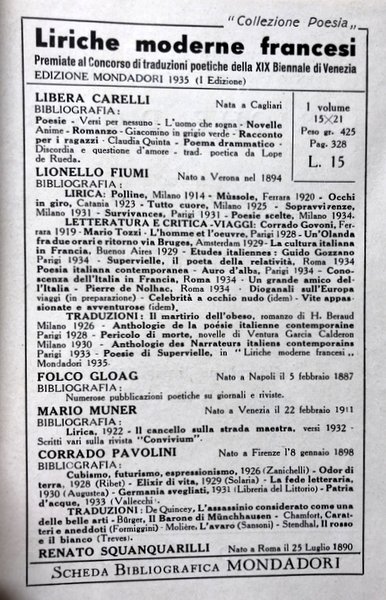 "Collezione Poesia„
Liriche moderne francesi
Premiate al Concorso di traduzioni poetiche della XIX Biennale di Venezia
EDIZIONE MONDADORI 1935 (I Edizione)
LIBERA CARELLI Nata a Cagliari
BIBLIOGRAFIA:
Poesie - Versi per nessuno - L'uomo che sogna - Novelle
Anime - Romanzo - Giacomino in grigio verde - Racconto
per i ragazzi - Claudia Quinta - Poema drammatico -
Discordia e questione d'amore - trad. poetica da Lope
de Rueda.
1 volume
15×21
Peso gr. 425
Pag. 328
L. 15
LIONELLO FIUMI Nato a Verona nel 1894
BIBLIOGRAFIA:
LIRICA: Polline, Milano 1914 - Mùssole, Ferrara 1920 - Occhi
in giro, Catania 1923 - Tutto cuore, Milano 1925 - Sopravvivenze,
Milano 1931 - Survivances, Parigi 1931 - Poesie scelte, Milano 1934.
LETTERATURA E CRITICA - VIAGGI: Corrado Govoni, Fer-
rara 1919 - Mario Tozzi - L'homme et l'oeuvre, Parigi 1928 - Un'Olanda
fra due orari e ritorno via Bruges, Amsterdam 1929 - La cultura italiana
in Francia, Buenos Aires 1929 - Etudes italiennes: Guido Gozzano
Parigi 1934 - Supervielle, il poeta della relatività, Roma 1934
Poesia italiana contemporanea - Auro d'alba, Parigi 1934 - Cono-
scenza dell'Italia in Francia, Roma 1934 - Un grande amico del-
l'Italia - Pierre de Nolhac, Roma 1934 - Dioganali sull'Europa
viaggi (in preparazione) - Celebrità a occhio nudo (idem) - Vite appas-
sionate e avventurose (idem).
TRADUZIONI: Il martirio dell'obeso, romanzo di H. Beraud
Milano 1926 - Anthologie de la poésie italienne contemporaine
Parigi 1928 - Pericolo di morte, novelle di Ventura Garcia Calderon
Milano 1930 - Anthologie des Narrateurs italiens contemporains
Parigi 1933 - Poesie di Supervielle, in "Liriche moderne francesi„
Mondadori 1935.
FOLCO GLOAG Nato a Napoli il 5 febbraio 1887
BIBLIOGRAFIA:
Numerose pubblicazioni poetiche su giornali e riviste.
MARIO MUNER Nato a Venezia il 22 febbraio 1911
BIBLIOGRAFIA:
Lirica, 1922 - Il cancello sulla strada maestra, versi 1932 -
Scritti vari sulla rivista "Convivium".
CORRADO PAVOLINI Nato a Firenze l'8 gennaio 1898
BIBLIOGRAFIA:
Cubismo, futurismo, espressionismo, 1926 (Zanichelli) - Odor di
terra, 1928 (Ribet) - Elixir di vita, 1929 (Solaria) - La fede letteraria,
1930 (Augustea) - Germania svegliati, 1931 (Libreria del Littorio) - Patria
d'acque, 1933 (Vallecchi).
TRADUZIONI: De Quincey, L'assassinio considerato come una
delle belle arti - Bürger, Il Barone di Münchhausen - Chamfort, Carat-
teri e aneddoti (Formiggini) - Molière, L'avaro (Sansoni) - Stendhal, Il rosso
e il bianco (Treves).
RENATO SQUANQUARILLI Nato a Roma il 25 Luglio 1890
SCHEDA BIBLIOGRAFICA MONDADORI